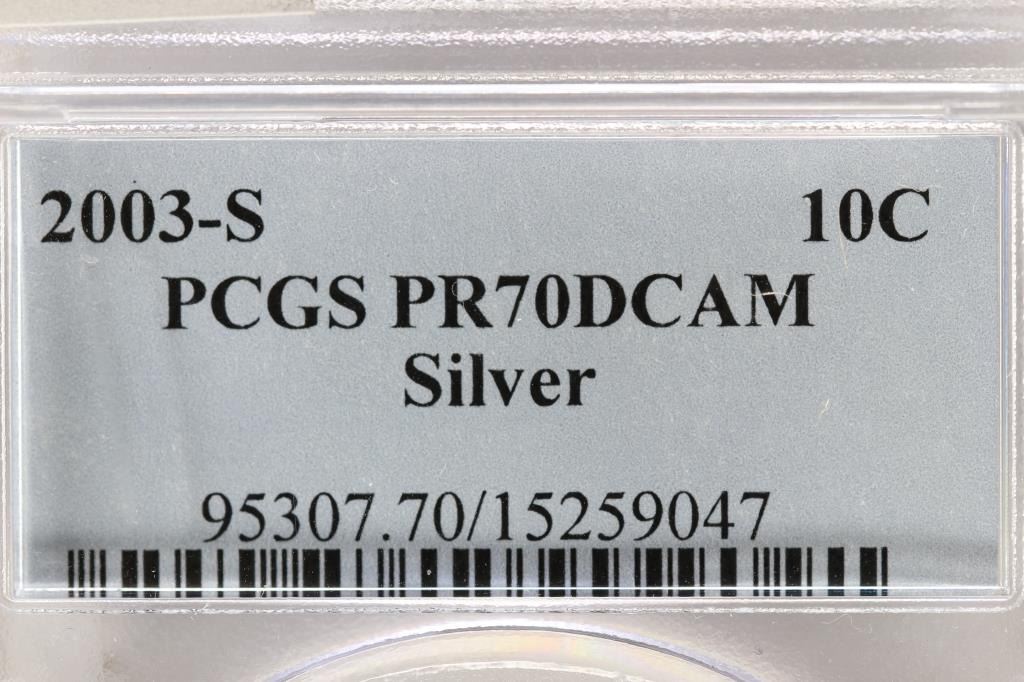 2003-S 10C
PCGS PR70DCAM
Silver
95307.70/15259047